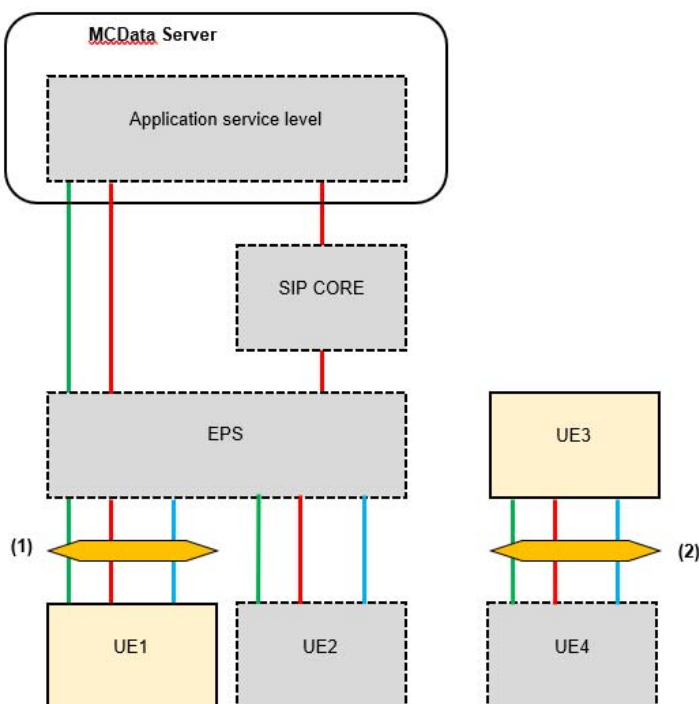 MCData Server
Application service level
SIP CORE
EPS
UE3
(1)
(2)
UE1
UE2
UE4